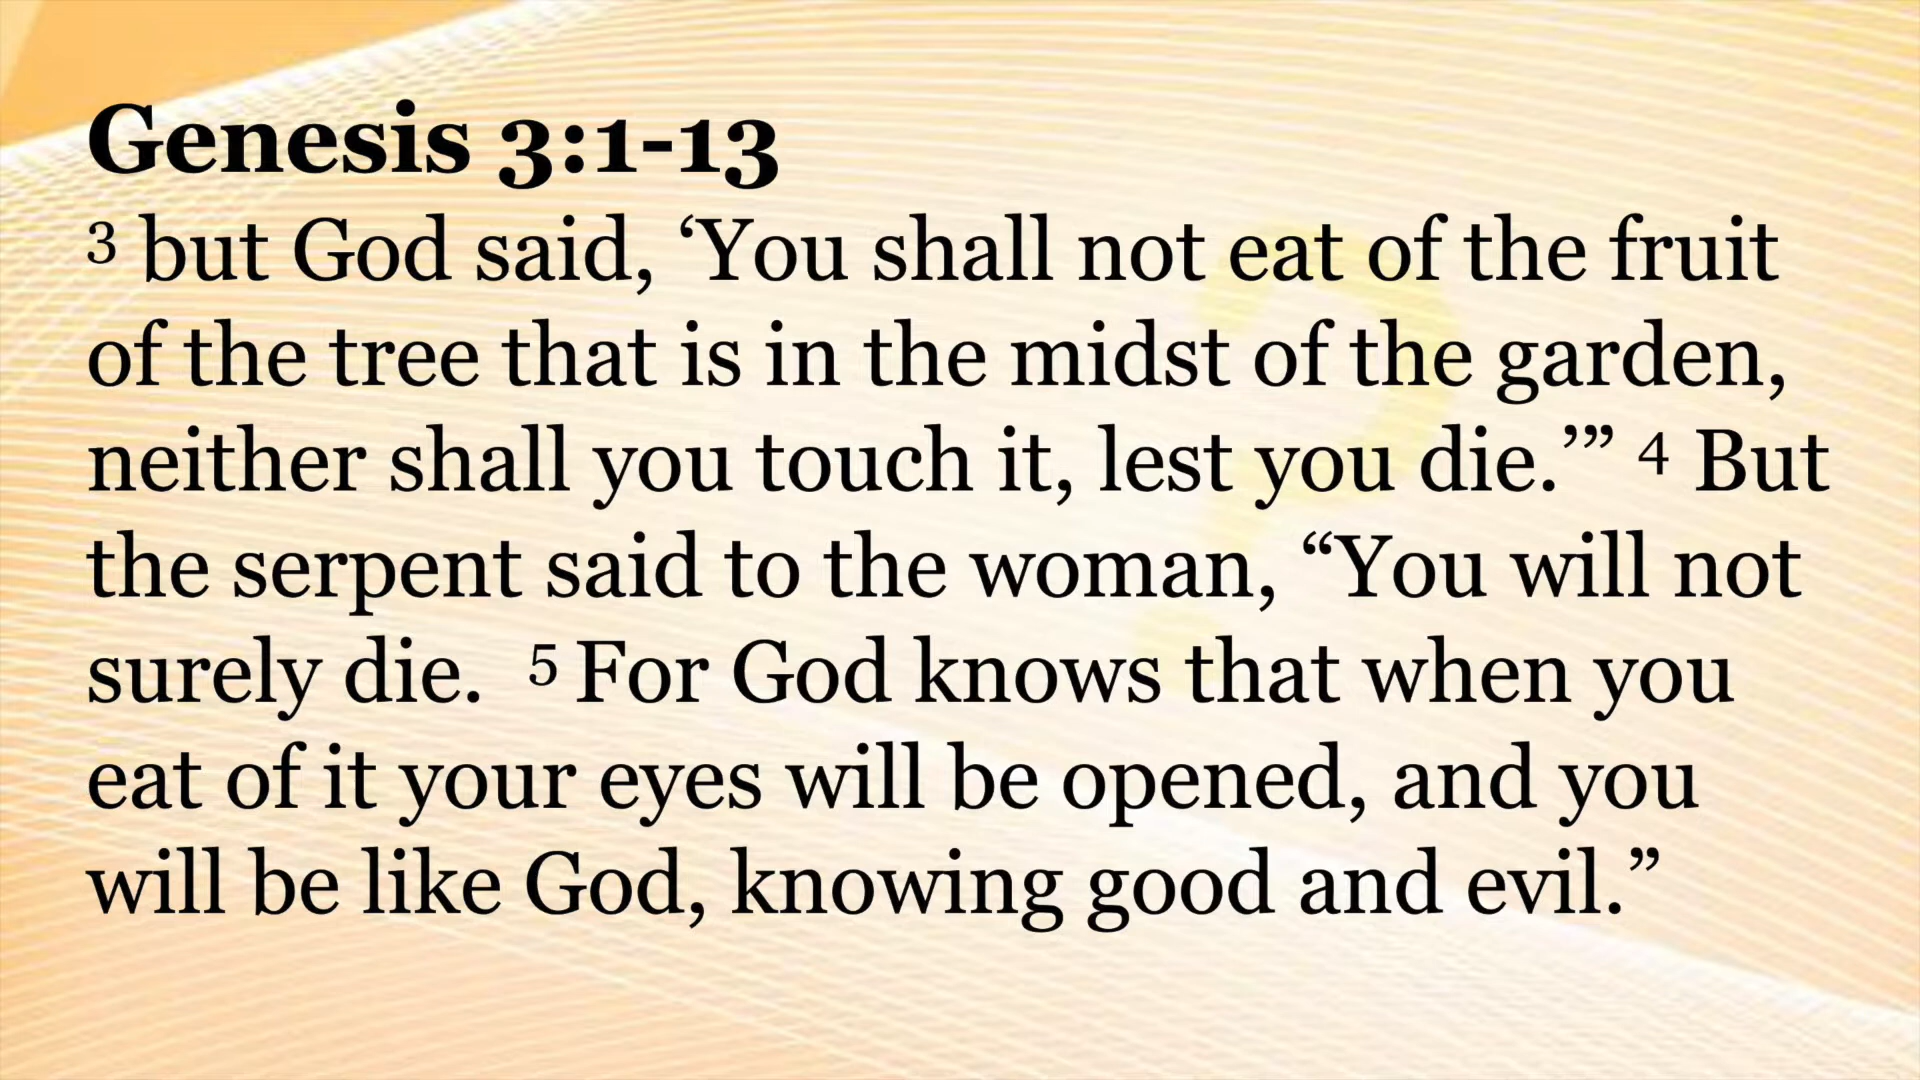 Genesis 3:1-13
3 but God said, ‘You shall not eat of the fruit
of the tree that is in the midst of the garden,
neither shall you touch it, lest you die.’” 4 But
the serpent said to the woman, “You will not
surely die. 5 For God knows that when you
eat of it your eyes will be opened, and you
will be like God, knowing good and evil.”